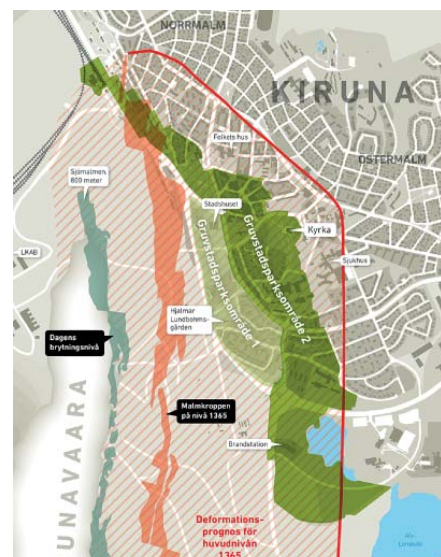 NORRMALM
KIRUNA
Folkets hus
ÖSTERMALM
Sjömalmen,
800 meter
Stadshuset
Kyrka
Gruvstadsparksområde 1
Gruvstadsparksområde 2
Sjukhus
LKAB
Hjalmar
Lundbohms-
gården
Dagens
brytningsnivå
Malmkroppen
på nivå 1365
Brandstation
UNAVAARA
Deformations-
prognos för
huvudnivån
1365